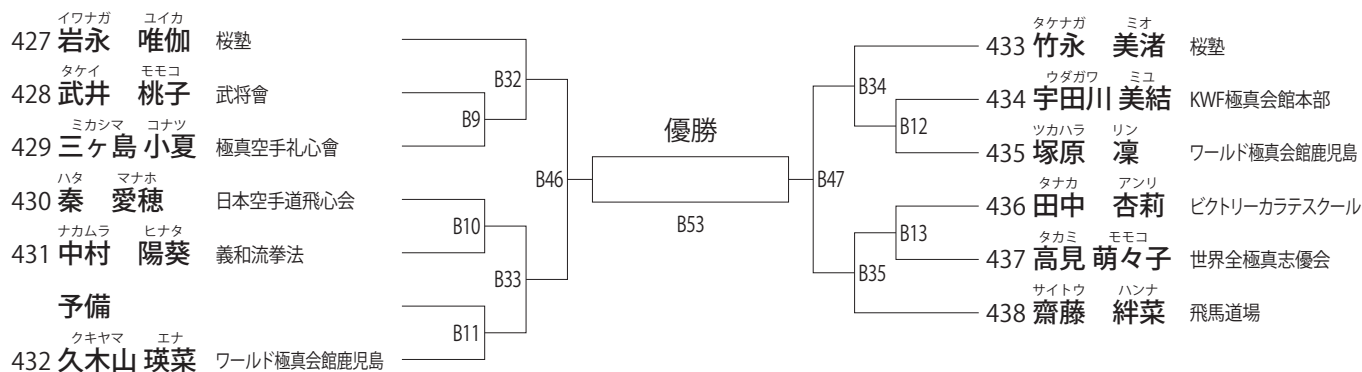 イワナガ ユイカ
427 岩永 唯伽 桜塾
タケイ モモコ
428 武井 桃子 武将會
ミカシマ コナツ
429 三ヶ島 小夏 極真空手礼心會
ハタ マナホ
430 秦 愛穂 日本空手道飛心会
ナカムラ ヒナタ
431 中村 陽葵 義和流拳法
予備
クキヤマ エナ
432 久木山 瑛菜 ワールド極真会館鹿児島
B32
B9
B10
B33
B11
B46
優勝
B53
B47
B34
B12
B13
B35
タケナガ ミオ
433 竹永 美渚 桜塾
ウダガワ ミユ
434 宇田川 美結 KWF極真会館本部
ツカハラ リン
435 塚原 凜 ワールド極真会館鹿児島
タナカ アンリ
436 田中 杏莉 ビクトリーカラテスクール
タカミ モモコ
437 高見 萌々子 世界全極真志優会
サイトウ ハンナ
438 齋藤 絆菜 飛馬道場